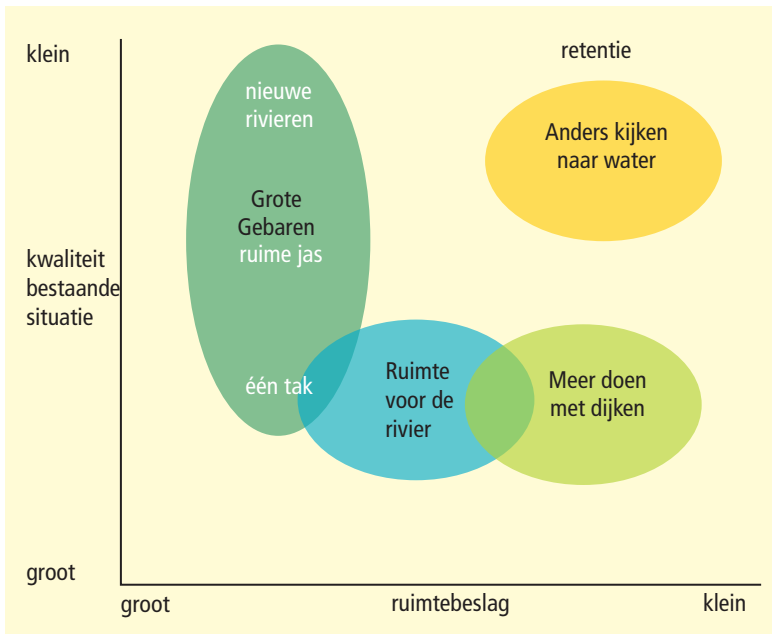 klein
retentie
nieuwe
rivieren
Anders kijken
naar water
Grote
Gebaren
ruime jas
kwaliteit
bestaande
situatie
één tak
Ruimte
voor de
rivier
Meer doen
met dijken
groot
groot
ruimtebeslag
klein